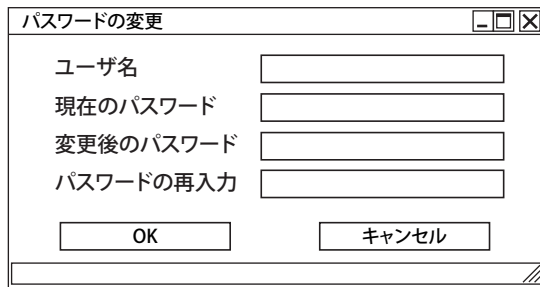 パスワードの変更
ユーザ名
現在のパスワード
変更後のパスワード
パスワードの再入力
OK キャンセル